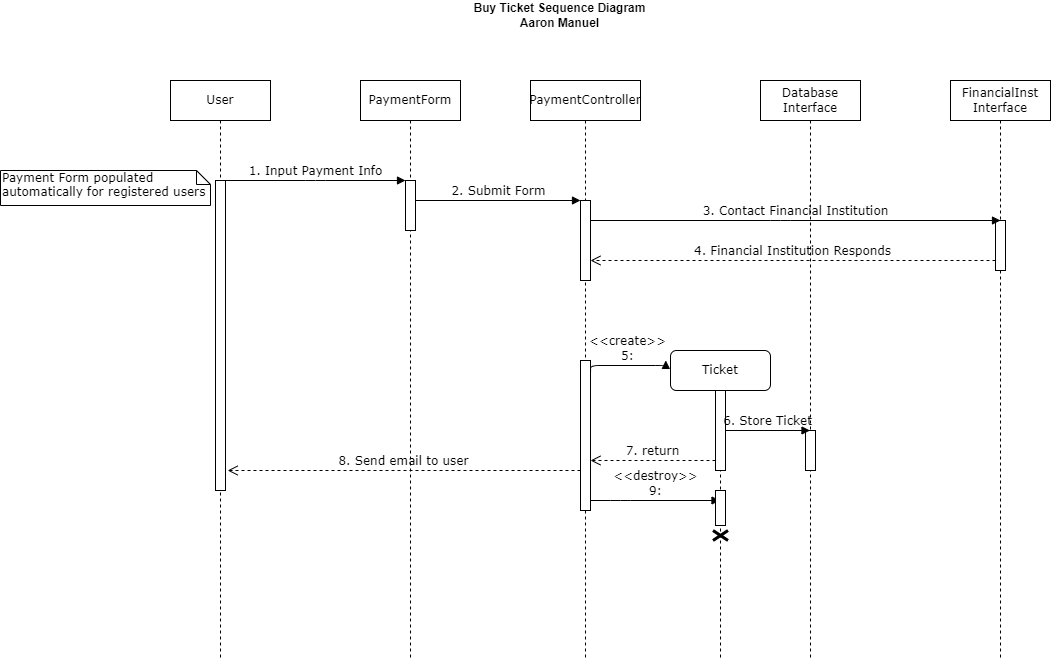 Buy Ticket Sequence Diagram
Aaron Manuel
User
PaymentForm
PaymentController
Database
Interface
FinancialInst
Interface
Payment Form populated
automatically for registered users
1. Input Payment Info
2. Submit Form
3. Contact Financial Institution
4. Financial Institution Responds
<<create>>
5:
Ticket
6. Store Ticket
7. return
8. Send email to user
<<destroy>>
9: